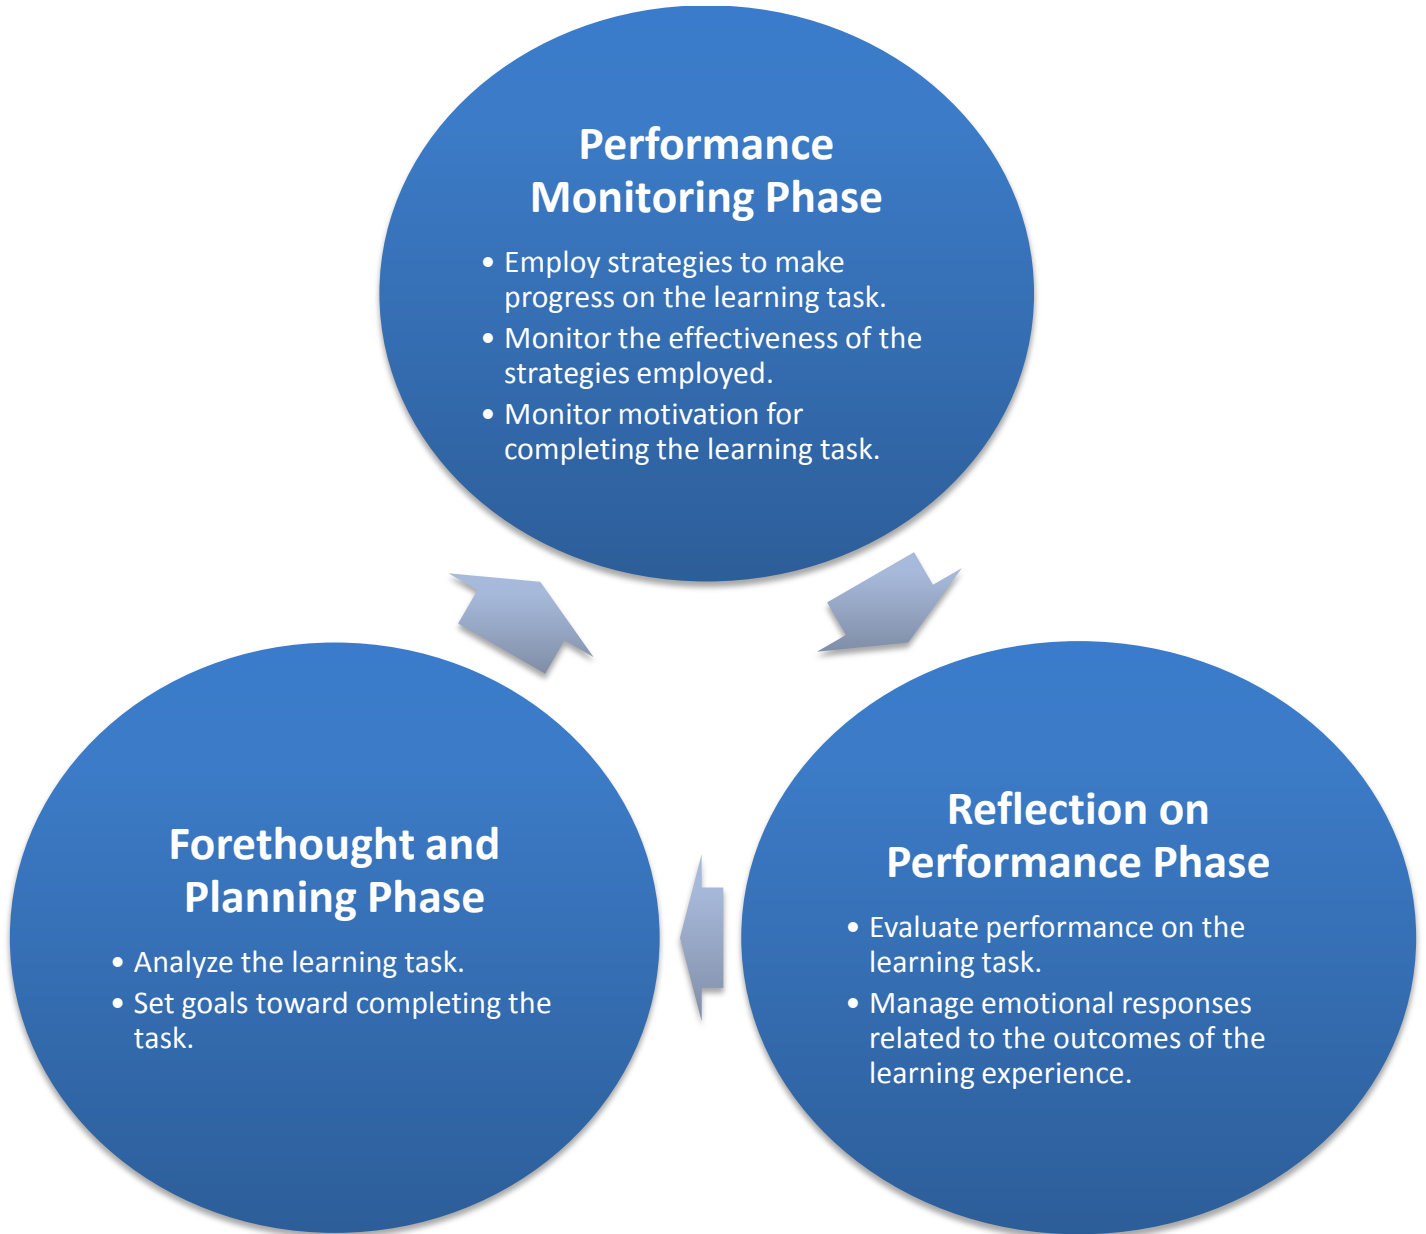 Performance
Monitoring Phase
• Employ strategies to make
progress on the learning task.
• Monitor the effectiveness of the
strategies employed.
• Monitor motivation for
completing the learning task.
Forethought and
Planning Phase
• Analyze the learning task.
• Set goals toward completing the
task.
Reflection on
Performance Phase
• Evaluate performance on the
learning task.
• Manage emotional responses
related to the outcomes of the
learning experience.